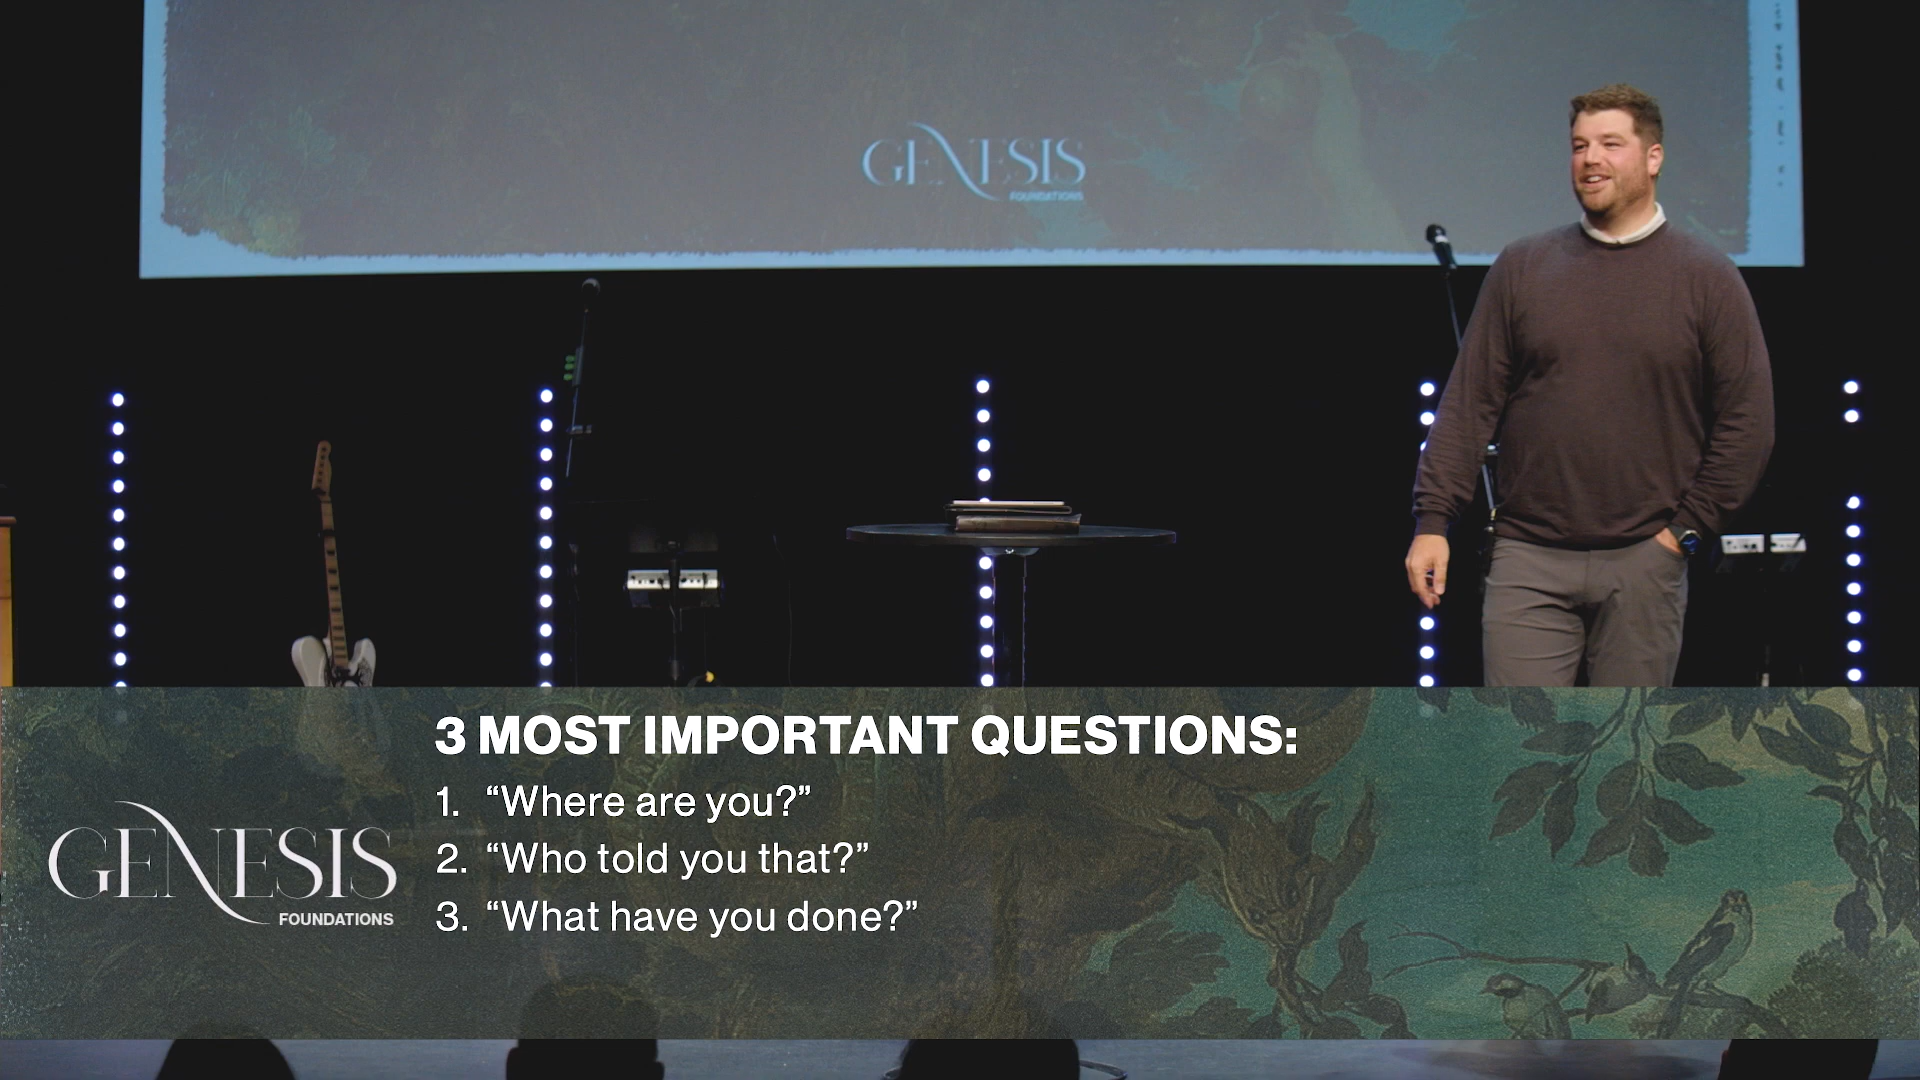 GENESIS
FOUNDATIONS
3 MOST IMPORTANT QUESTIONS:
1. “Where are you?”
2. “Who told you that?”
3. “What have you done?”
GENESIS
FOUNDATIONS